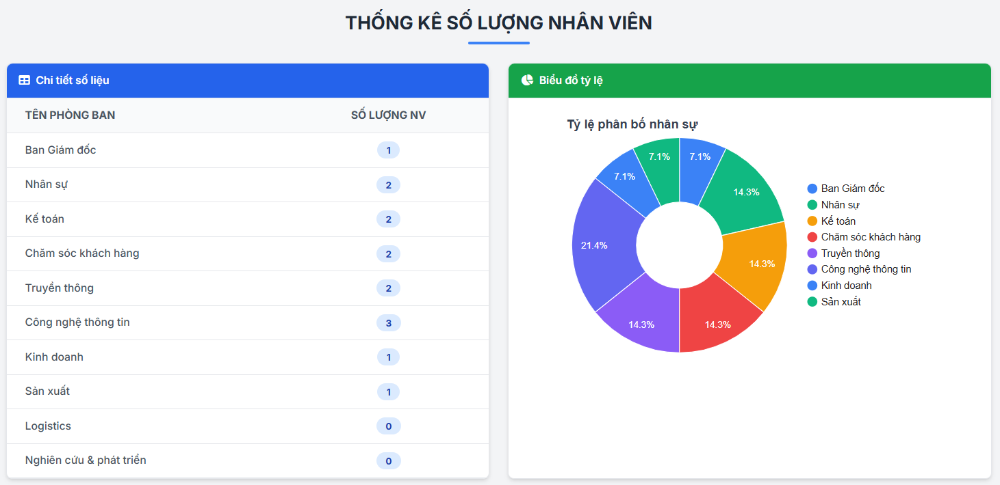 THỐNG KÊ SỐ LƯỢNG NHÂN VIÊN
Chi tiết số liệu
TÊN PHÒNG BAN SỐ LƯỢNG NV
Ban Giám đốc 1
Nhân sự 2
Kế toán 2
Chăm sóc khách hàng 2
Truyền thông 2
Công nghệ thông tin 3
Kinh doanh 1
Sản xuất 1
Logistics 0
Nghiên cứu & phát triển 0
Biểu đồ tỷ lệ
Tỷ lệ phân bố nhân sự
7.1%
14.3%
14.3%
14.3%
14.3%
21.4%
7.1%
7.1%
Ban Giám đốc
Nhân sự
Kế toán
Chăm sóc khách hàng
Truyền thông
Công nghệ thông tin
Kinh doanh
Sản xuất